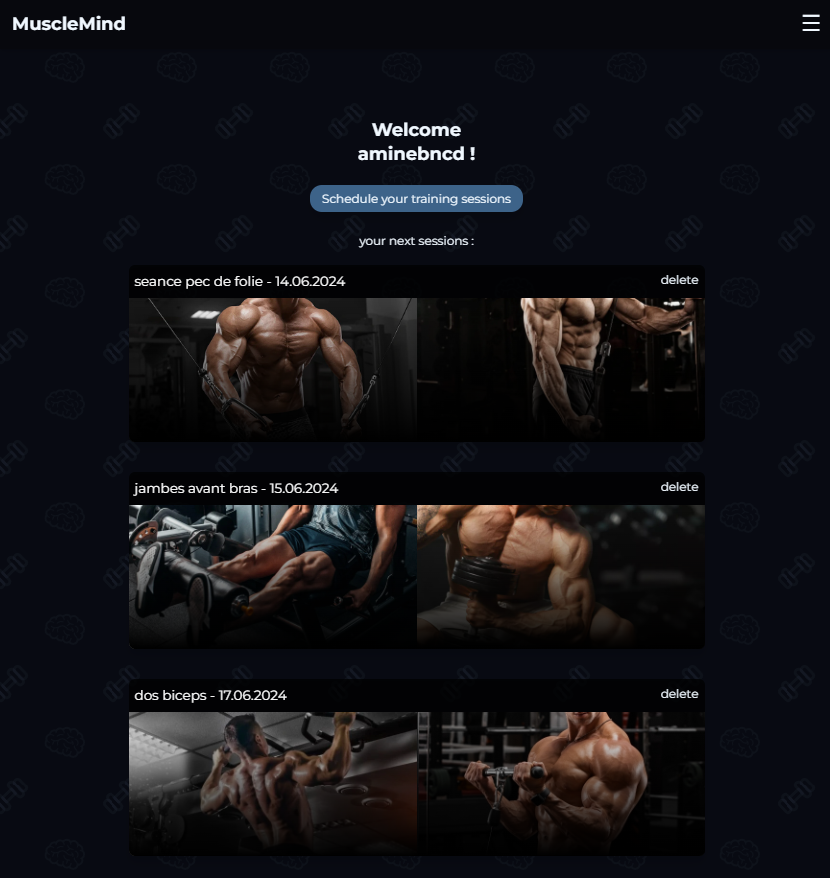 MuscleMind
Welcome
aminebncd !
Schedule your training sessions
your next sessions :
seance pec de folie - 14.06.2024
delete
jambes avant bras - 15.06.2024
delete
dos biceps - 17.06.2024
delete